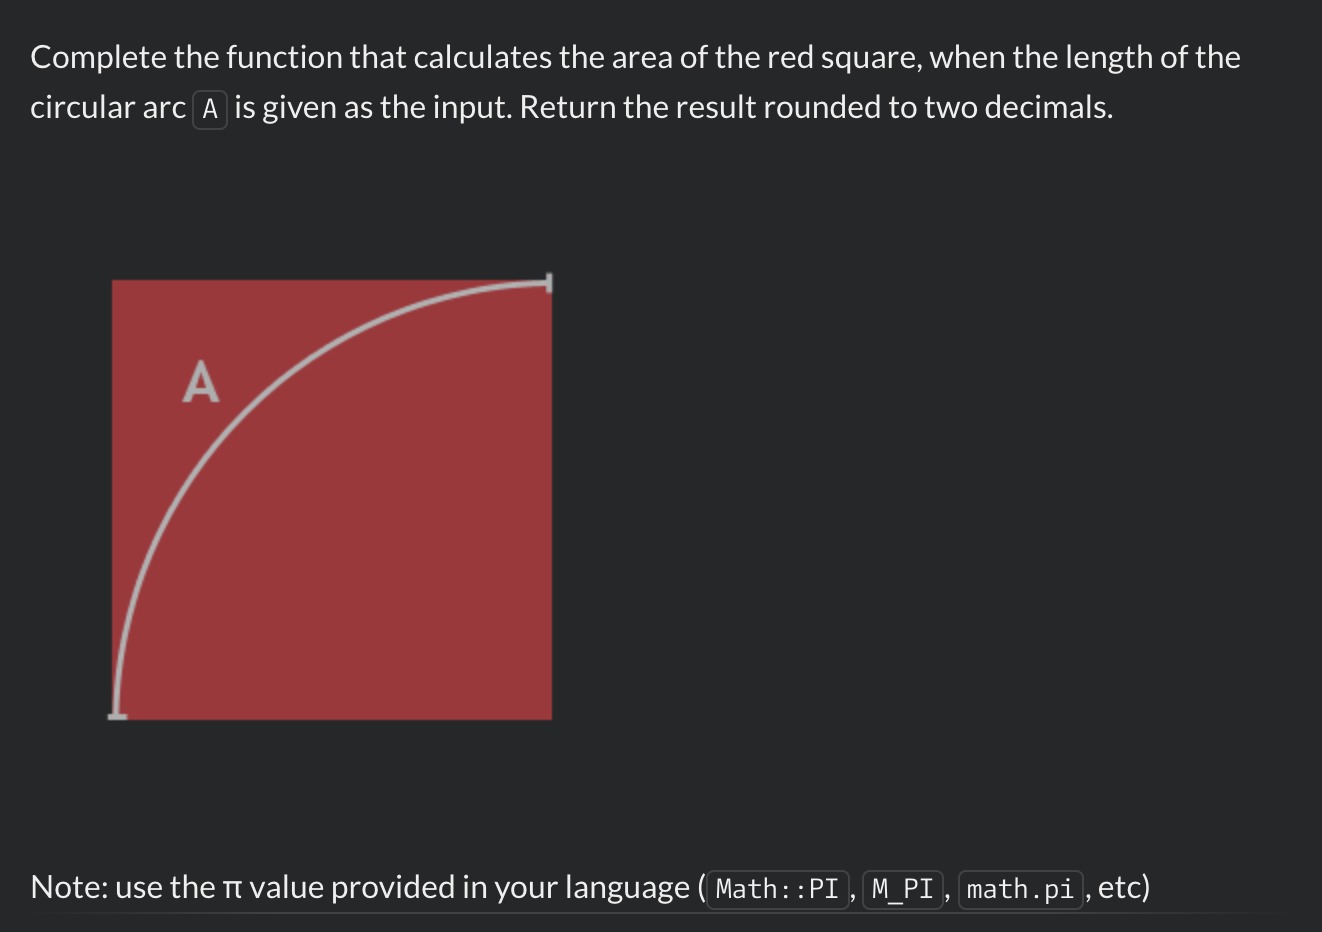 Complete the function that calculates the area of the red square, when the length of the
circular arc A is given as the input. Return the result rounded to two decimals.
A
Note: use the π value provided in your language (Math::PI, M_PI, math.pi, etc)